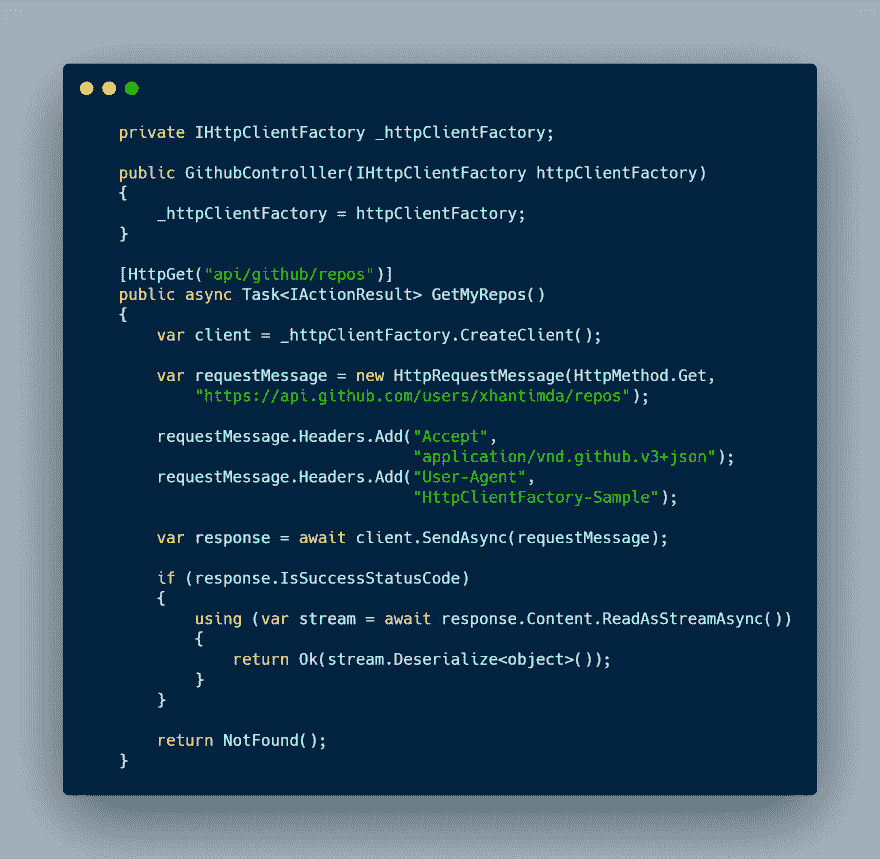 private IHttpClientFactory _httpClientFactory;
public GithubControlller(IHttpClientFactory httpClientFactory)
{
_httpClientFactory = httpClientFactory;
}
[HttpGet("api/github/repos")]
public async Task<IActionResult> GetMyRepos()
{
var client = _httpClientFactory.CreateClient();
var requestMessage = new HttpRequestMessage(HttpMethod.Get,
"https://api.github.com/users/xhantimda/repos");
requestMessage.Headers.Add("Accept",
"application/vnd.github.v3+json");
requestMessage.Headers.Add("User-Agent",
"HttpClientFactory-Sample");
var response = await client.SendAsync(requestMessage);
if (response.IsSuccessStatusCode)
{
using (var stream = await response.Content.ReadAsStreamAsync())
{
return Ok(stream.Deserialize<object>());
}
}
return NotFound();
}